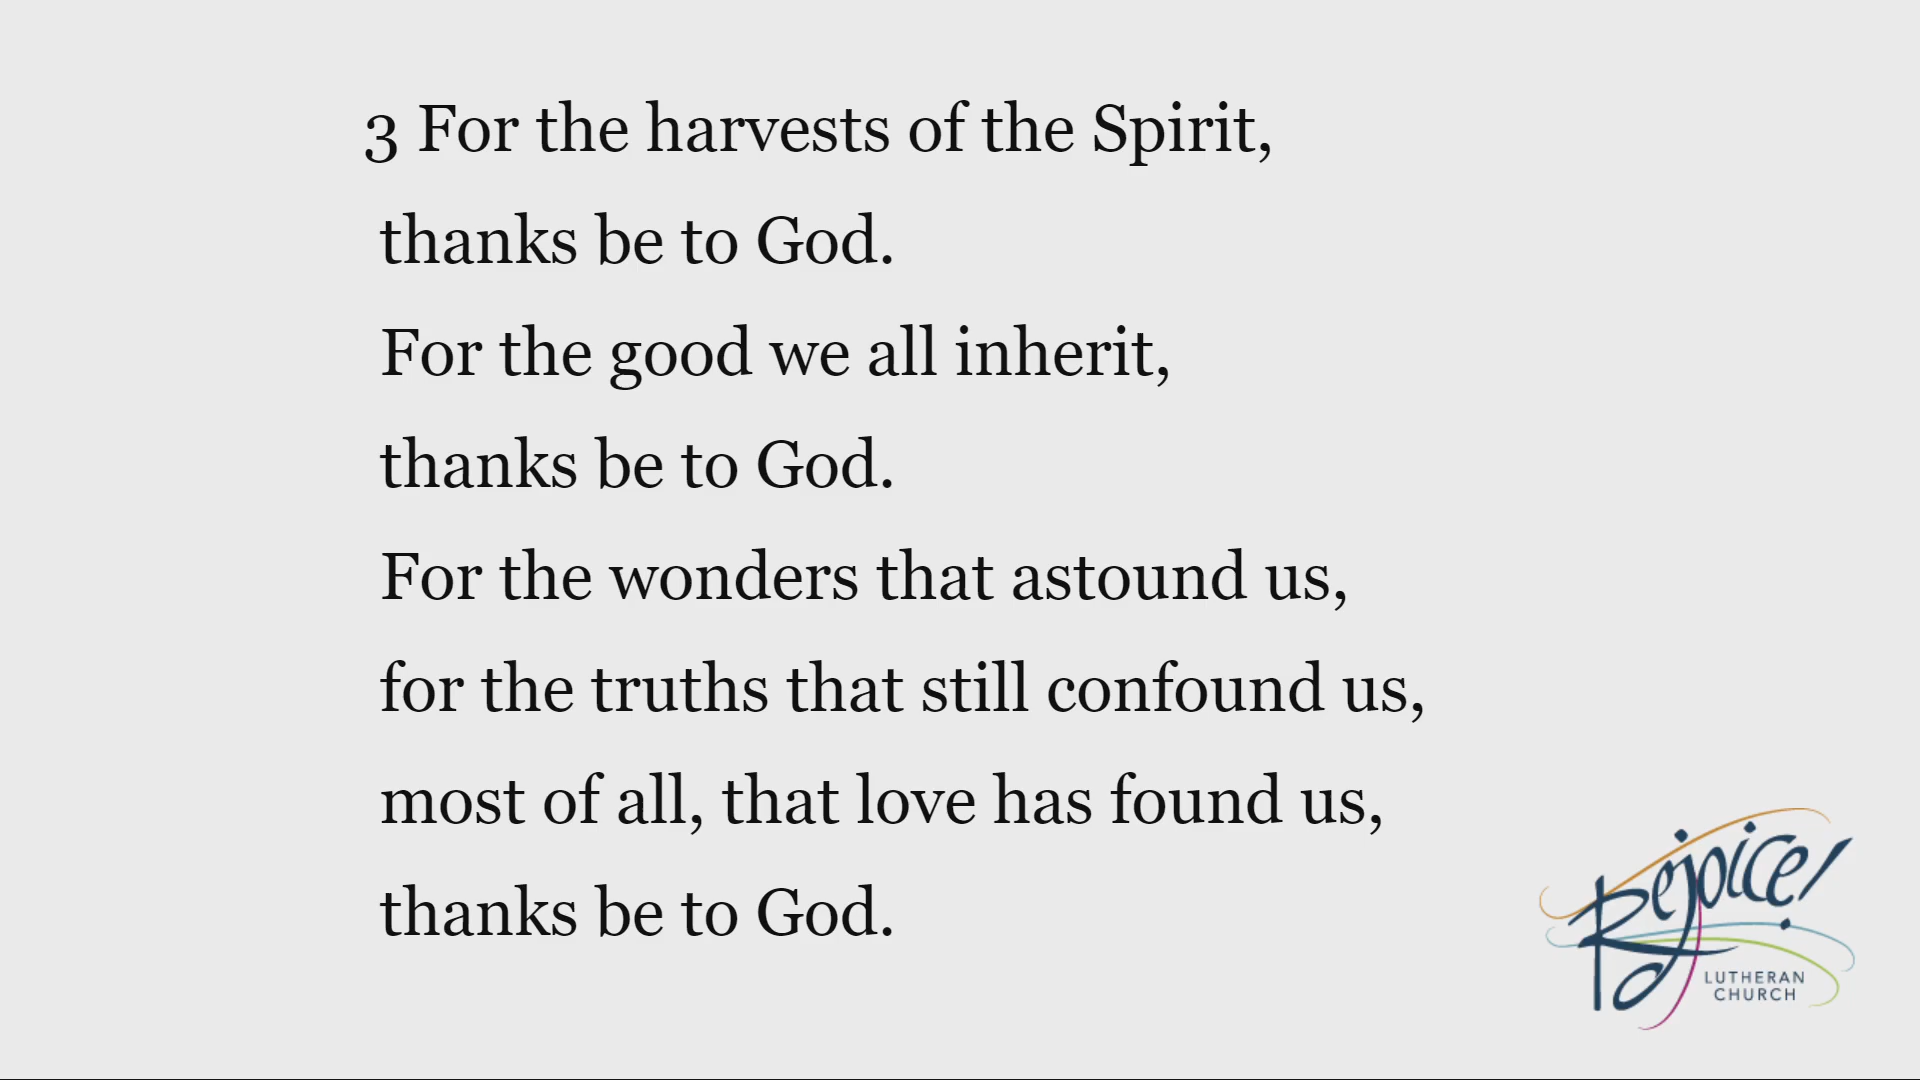 3 For the harvests of the Spirit,
thanks be to God.
For the good we all inherit,
thanks be to God.
For the wonders that astound us,
for the truths that still confound us,
most of all, that love has found us,
thanks be to God.
Rejoice!
LUTHERAN
CHURCH